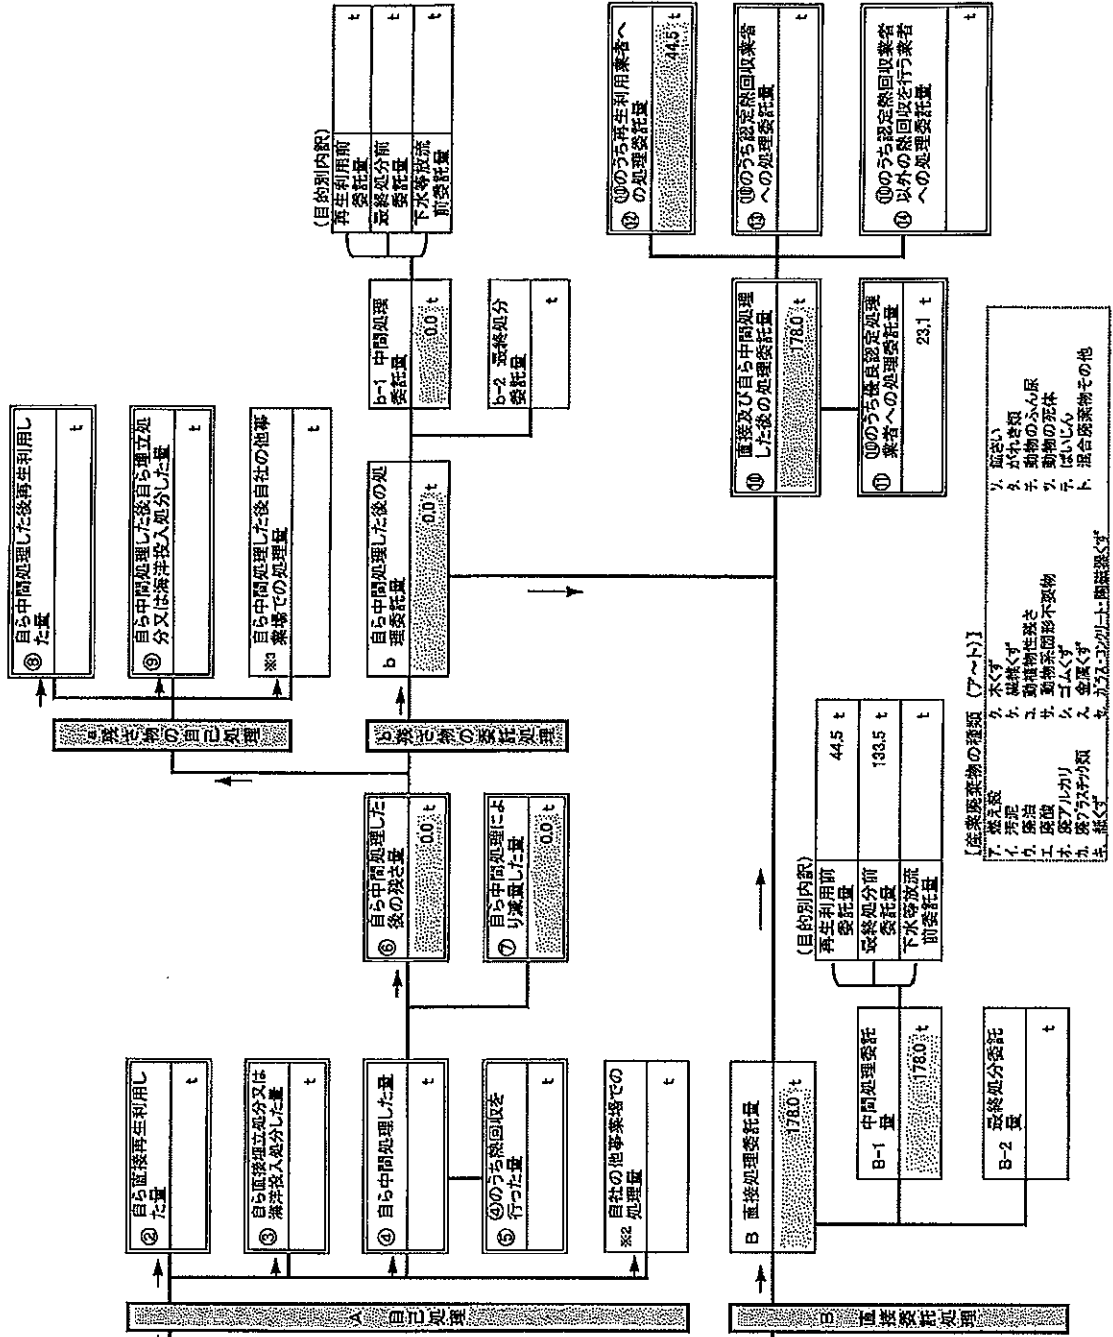 A 自己処理
② 自ら直接再生利用し
た量
t
③ 自ら直接埋立処分又は
海洋投入処分した量
t
④ 自ら中間処理した量
t
⑤ ④のうち熱回収を
行った量
t
※2 自社の他事業場での
処理量
t
⑥ 自ら中間処理した
後の残さ量
0.0 t
⑦ 自ら中間処理によ
り減量した量
0.0 t
a 残さ物の自己処理
⑧ 自ら中間処理した後再生利用し
た量
t
⑨ 自ら中間処理した後自ら埋立処
分又は海洋投入処分した量
t
※3 自ら中間処理した後自社の他事
業場での処理量
t
b 残さ物の委託処理
b 自ら中間処理した後の処
理委託量
0.0 t
b-1 中間処理
委託量
0.0 t
b-2 最終処分
委託量
t
(目的別内訳)
再生利用前
委託量
t
最終処分前
委託量
t
下水等放流
前委託量
t
B 直接委託処理
B 直接処理委託量
178.0 t
B-1 中間処理委託
量
178.0 t
B-2 最終処分委託
量
t
(目的別内訳)
再生利用前
委託量
44.5 t
最終処分前
委託量
133.5 t
下水等放流
前委託量
t
⑩ 直接及び自ら中間処理
した後の処理委託量
178.0 t
⑪ ⑩のうち優良認定処理
業者への処理委託量
23.1 t
⑫ ⑩のうち再生利用業者へ
の処理委託量
44.5 t
⑬ ⑩のうち認定熱回収業者
への処理委託量
t
⑭ ⑩のうち認定熱回収業者
以外の熱回収を行う業者
への処理委託量
t
【産業廃棄物の種類 (ア~ト)】
ア. 燃え殻
イ. 汚泥
ウ. 廃油
エ. 廃酸
オ. 廃アルカリ
カ. 廃プラスチック類
キ. 紙くず
ク. 木くず
ケ. 繊維くず
コ. 動植物性残さ
サ. 動物系固形不要物
シ. ゴムくず
ス. 金属くず
セ. ガラス・コンクリート・陶磁器くず
ソ. 鉱さい
タ. がれき類
チ. 動物のふん尿
ツ. 動物の死体
テ. ばいじん
ト. 混合廃棄物その他